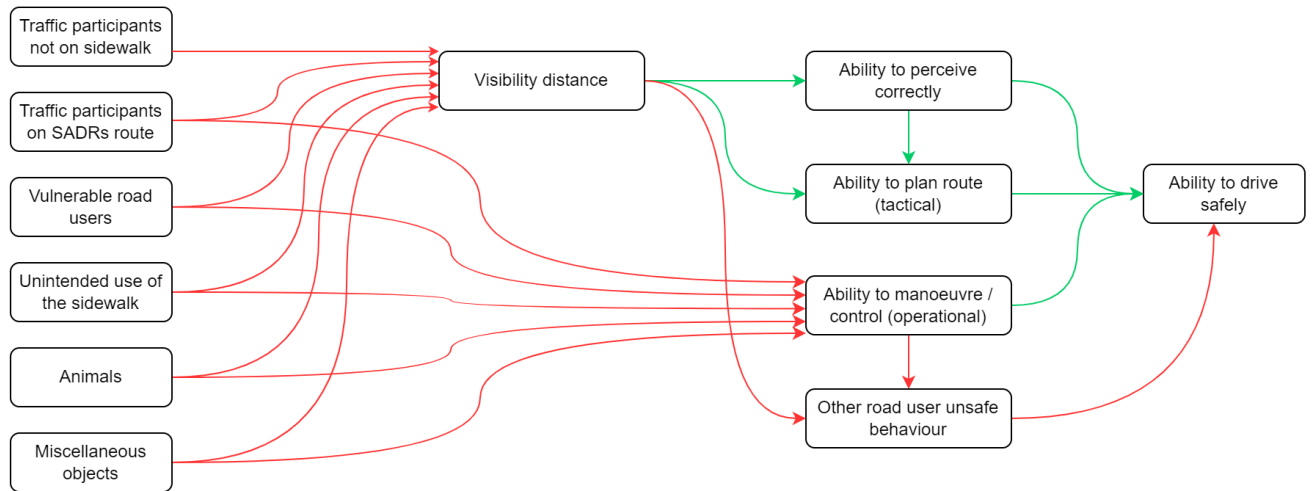 Traffic participants
not on sidewalk
Traffic participants
on SADRs route
Vulnerable road
users
Unintended use of
the sidewalk
Animals
Miscellaneous
objects
Visibility distance
Ability to perceive
correctly
Ability to plan route
(tactical)
Ability to manoeuvre /
control (operational)
Other road user unsafe
behaviour
Ability to drive
safely